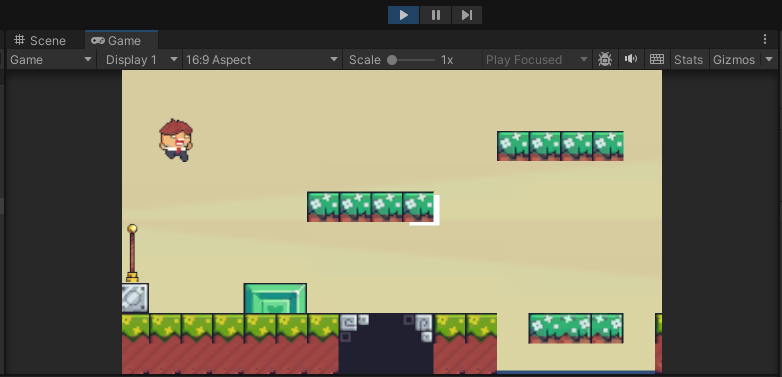 Scene Game
Game Display 1 16:9 Aspect Scale 1x Play Focused Stats Gizmos